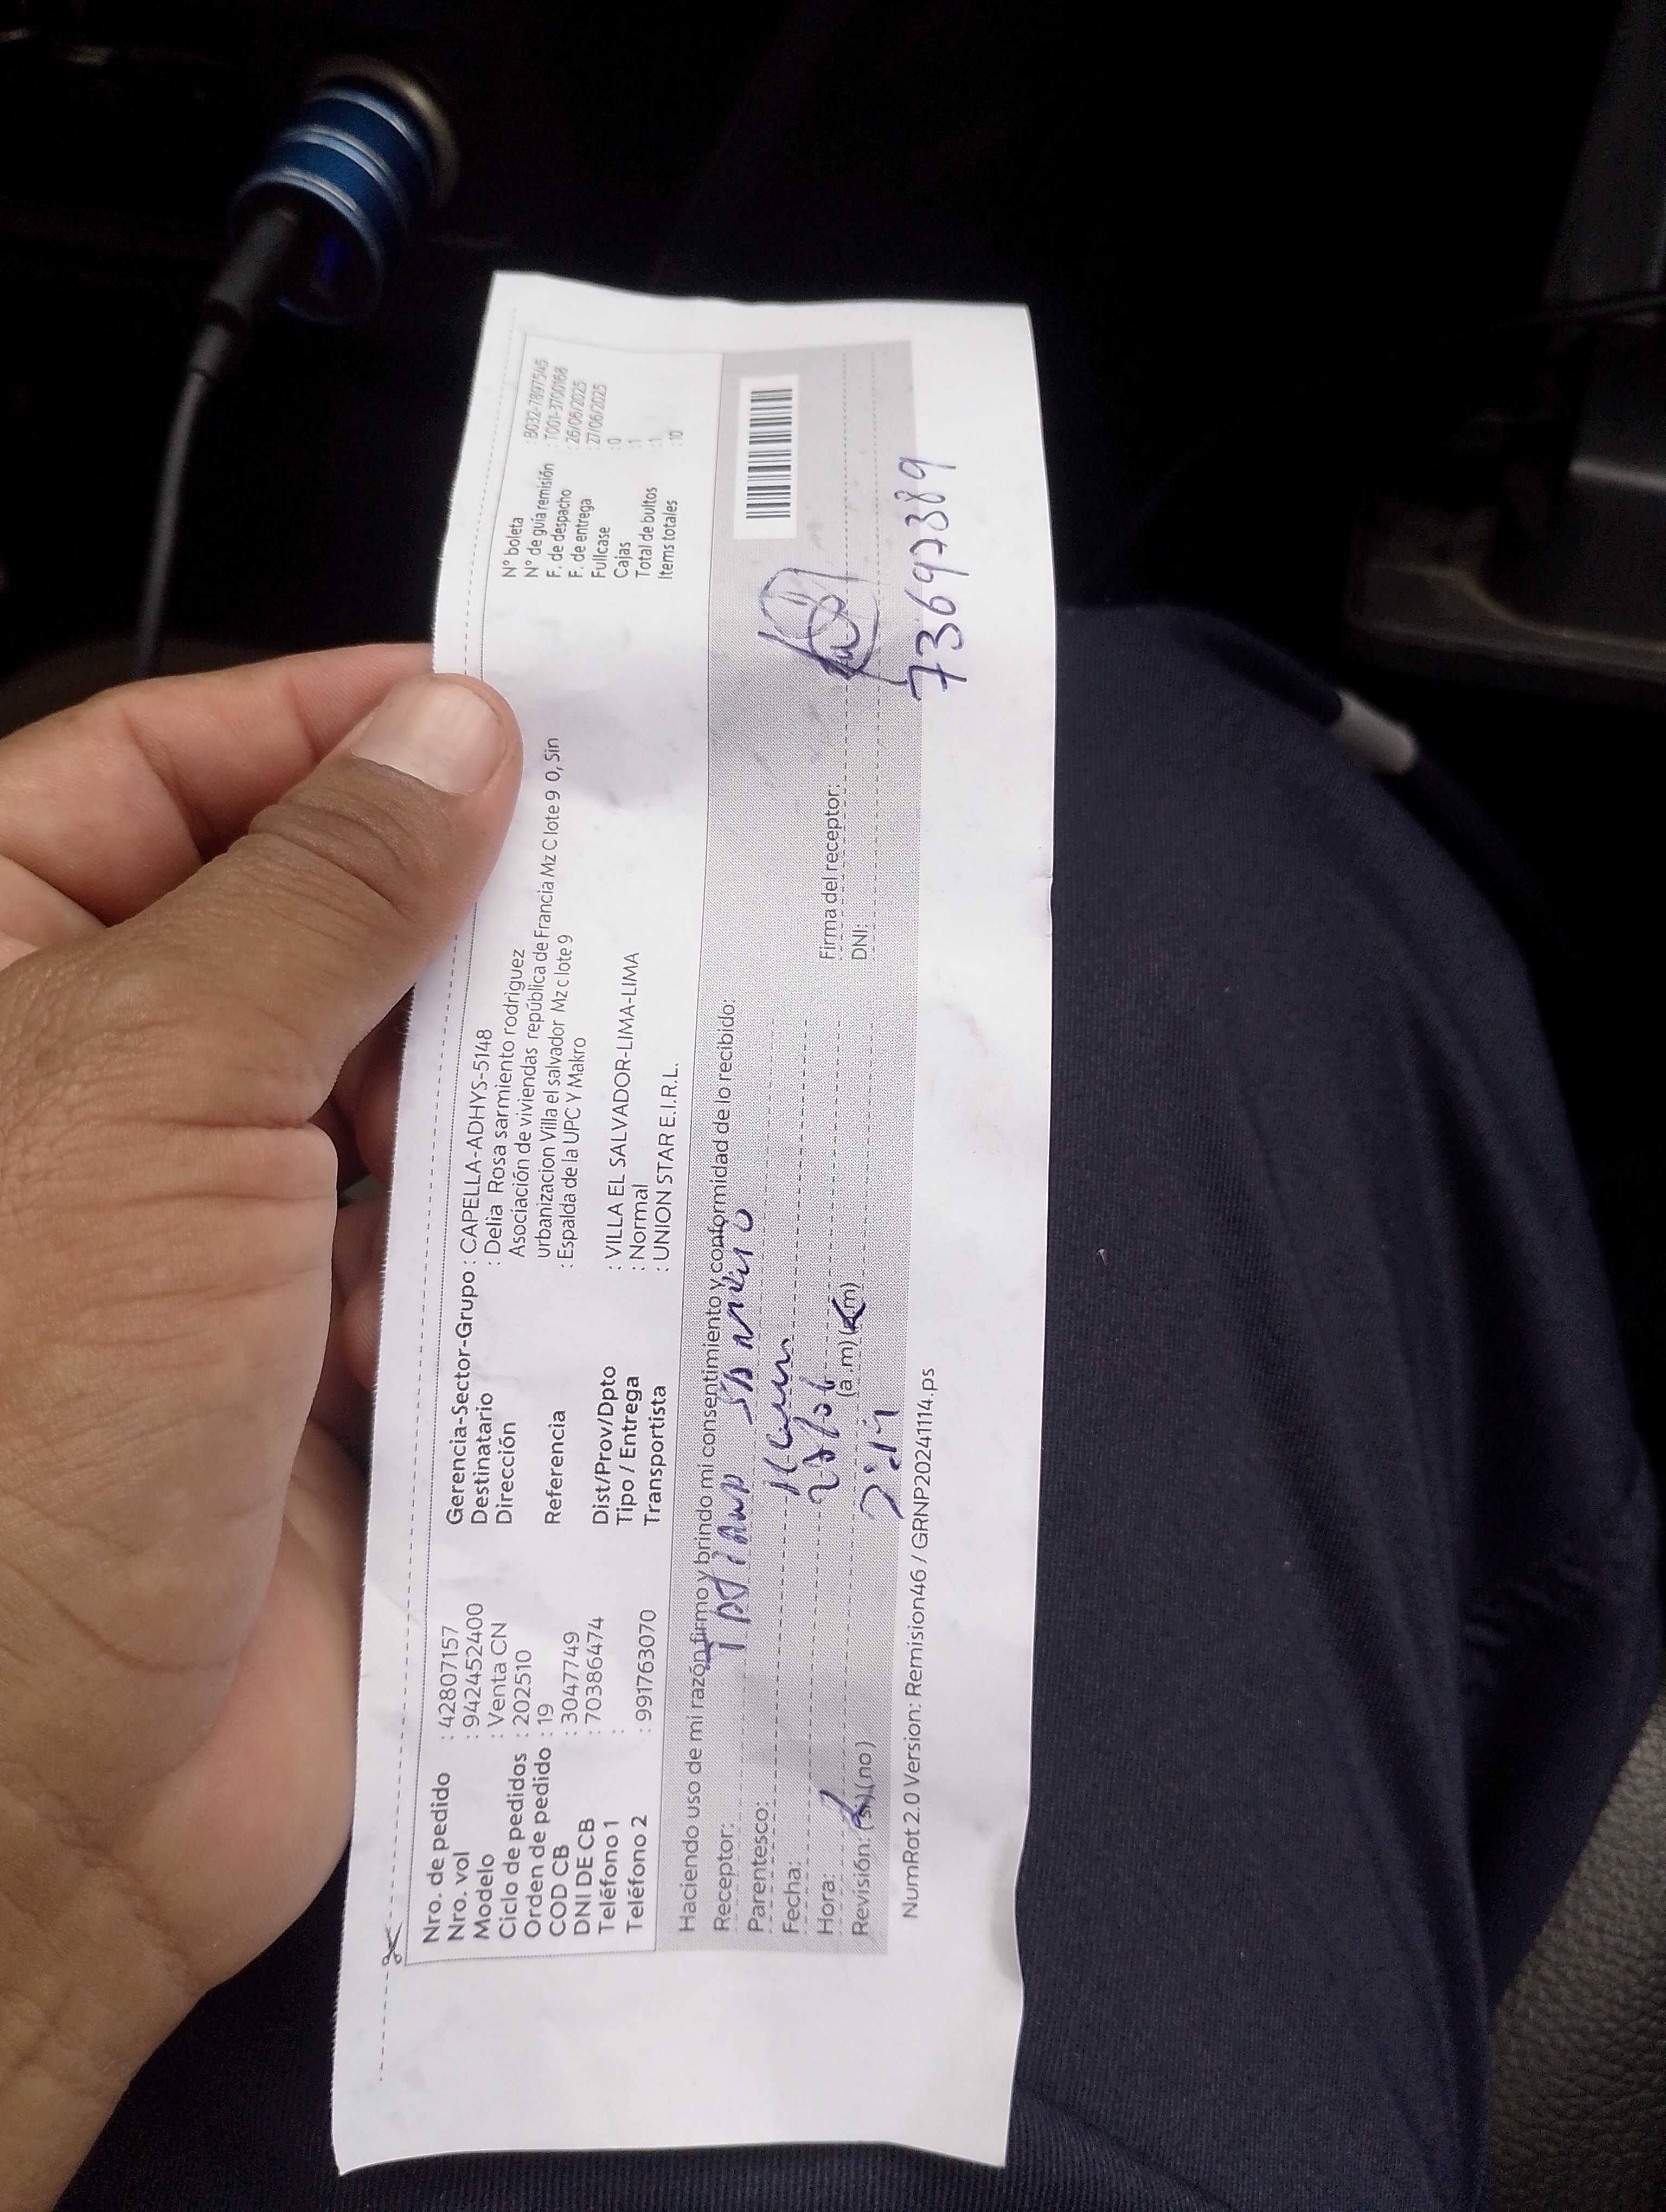 Nro. de pedido : 42807157
Nro. vol : 942452400
Modelo : Venta CN
Ciclo de pedidos : 202510
Orden de pedido : 19
COD CB : 3047749
DNI DE CB : 70386474
Teléfono 1 :
Teléfono 2 : 991763070
Gerencia-Sector-Grupo : CAPELLA-ADHYS-5148
Destinatario : Delia Rosa sarmiento rodriguez
Dirección Asociación de viviendas república de Francia Mz C lote 9 0, Sin
urbanizacion Villa el salvador Mz c lote 9
Referencia : Espalda de la UPC Y Makro
Dist/Prov/Dpto : VILLA EL SALVADOR-LIMA-LIMA
Tipo / Entrega : Normal
Transportista : UNION STAR E.I.R.L.
N° boleta : B032-7897545
N° de guía remisión : T001-3700168
F. de despacho : 26/06/2025
F. de entrega : 27/06/2025
Fullcase : 0
Cajas : 1
Total de bultos : 1
Items totales : 10
Haciendo uso de mi razón firmo y brindo mi consentimiento y conformidad de lo recibido:
Receptor:
Parentesco:
Fecha: 27/06
Hora: (a.m) (p.m)
Revisión: (si) (no)
Firma del receptor:
DNI: 73697389
NumRot 2.0 Version: Remision46 / GRNP20241114.ps